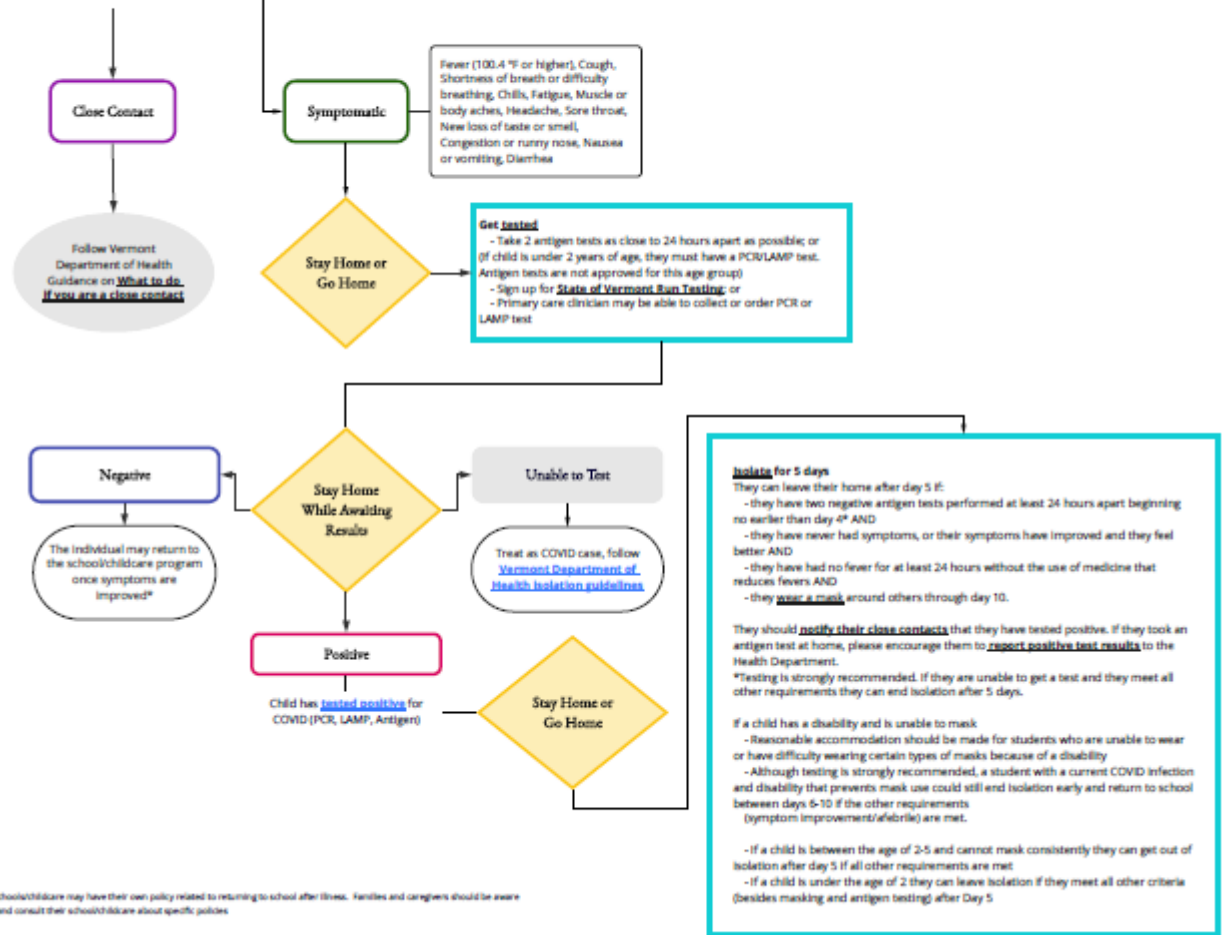 Close Contact
Follow Vermont
Department of Health
Guidance on What to do
if you are a close contact
Symptomatic
Fever (100.4 °F or higher), Cough,
Shortness of breath or difficulty
breathing, Chills, Fatigue, Muscle or
body aches, Headache, Sore throat,
New loss of taste or smell,
Congestion or runny nose, Nausea
or vomiting, Diarrhea
Stay Home or
Go Home
Get tested
- Take 2 antigen tests as close to 24 hours apart as possible; or
(If child is under 2 years of age, they must have a PCR/LAMP test.
Antigen tests are not approved for this age group)
- Sign up for State of Vermont Run Testing; or
- Primary care clinician may be able to collect or order PCR or
LAMP test
Stay Home
While Awaiting
Results
Negative
The individual may return to
the school/childcare program
once symptoms are
improved*
Unable to Test
Treat as COVID case, follow
Vermont Department of
Health Isolation guidelines
Positive
Child has tested positive for
COVID (PCR, LAMP, Antigen)
Stay Home or
Go Home
Isolate for 5 days
They can leave their home after day 5 if:
- they have two negative antigen tests performed at least 24 hours apart beginning
no earlier than day 4* AND
- they have never had symptoms, or their symptoms have improved and they feel
better AND
- they have had no fever for at least 24 hours without the use of medicine that
reduces fevers AND
- they wear a mask around others through day 10.
They should notify their close contacts that they have tested positive. If they took an
antigen test at home, please encourage them to report positive test results to the
Health Department.
*Testing is strongly recommended. If they are unable to get a test and they meet all
other requirements they can end isolation after 5 days.
If a child has a disability and is unable to mask
- Reasonable accommodation should be made for students who are unable to wear
or have difficulty wearing certain types of masks because of a disability
- Although testing is strongly recommended, a student with a current COVID infection
and disability that prevents mask use could still end isolation early and return to school
between days 6-10 if the other requirements
(symptom improvement/afebrile) are met.
- If a child is between the age of 2-5 and cannot mask consistently they can get out of
isolation after day 5 if all other requirements are met
- If a child is under the age of 2 they can leave isolation if they meet all other criteria
(besides masking and antigen testing) after Day 5
chools/childcare may have their own policy related to returning to school after illness. Families and caregivers should be aware
nd consult their school/childcare about specific policies